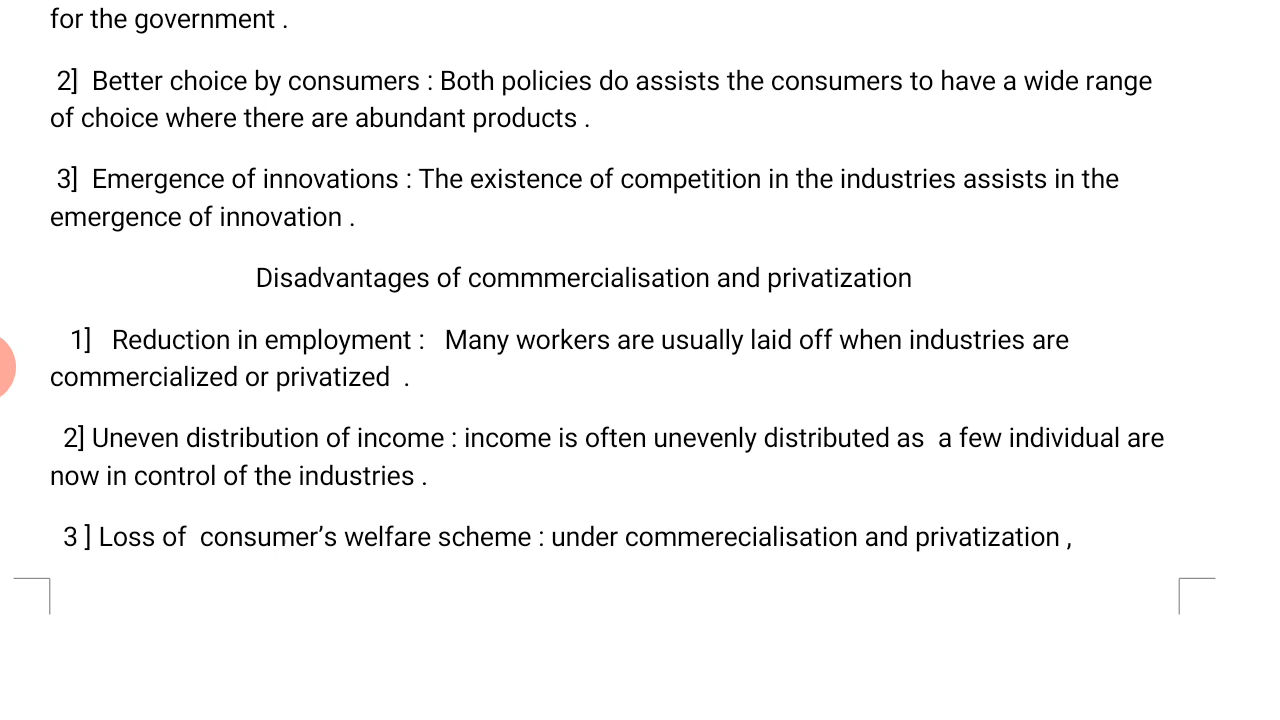 for the government .
2]  Better choice by consumers : Both policies do assists the consumers to have a wide range
of choice where there are abundant products .
3]  Emergence of innovations : The existence of competition in the industries assists in the
emergence of innovation .
Disadvantages of commmercialisation and privatization
1]   Reduction in employment :   Many workers are usually laid off when industries are
commercialized or privatized  .
2] Uneven distribution of income : income is often unevenly distributed as  a few individual are
now in control of the industries .
3 ] Loss of  consumer’s welfare scheme : under commerecialisation and privatization ,